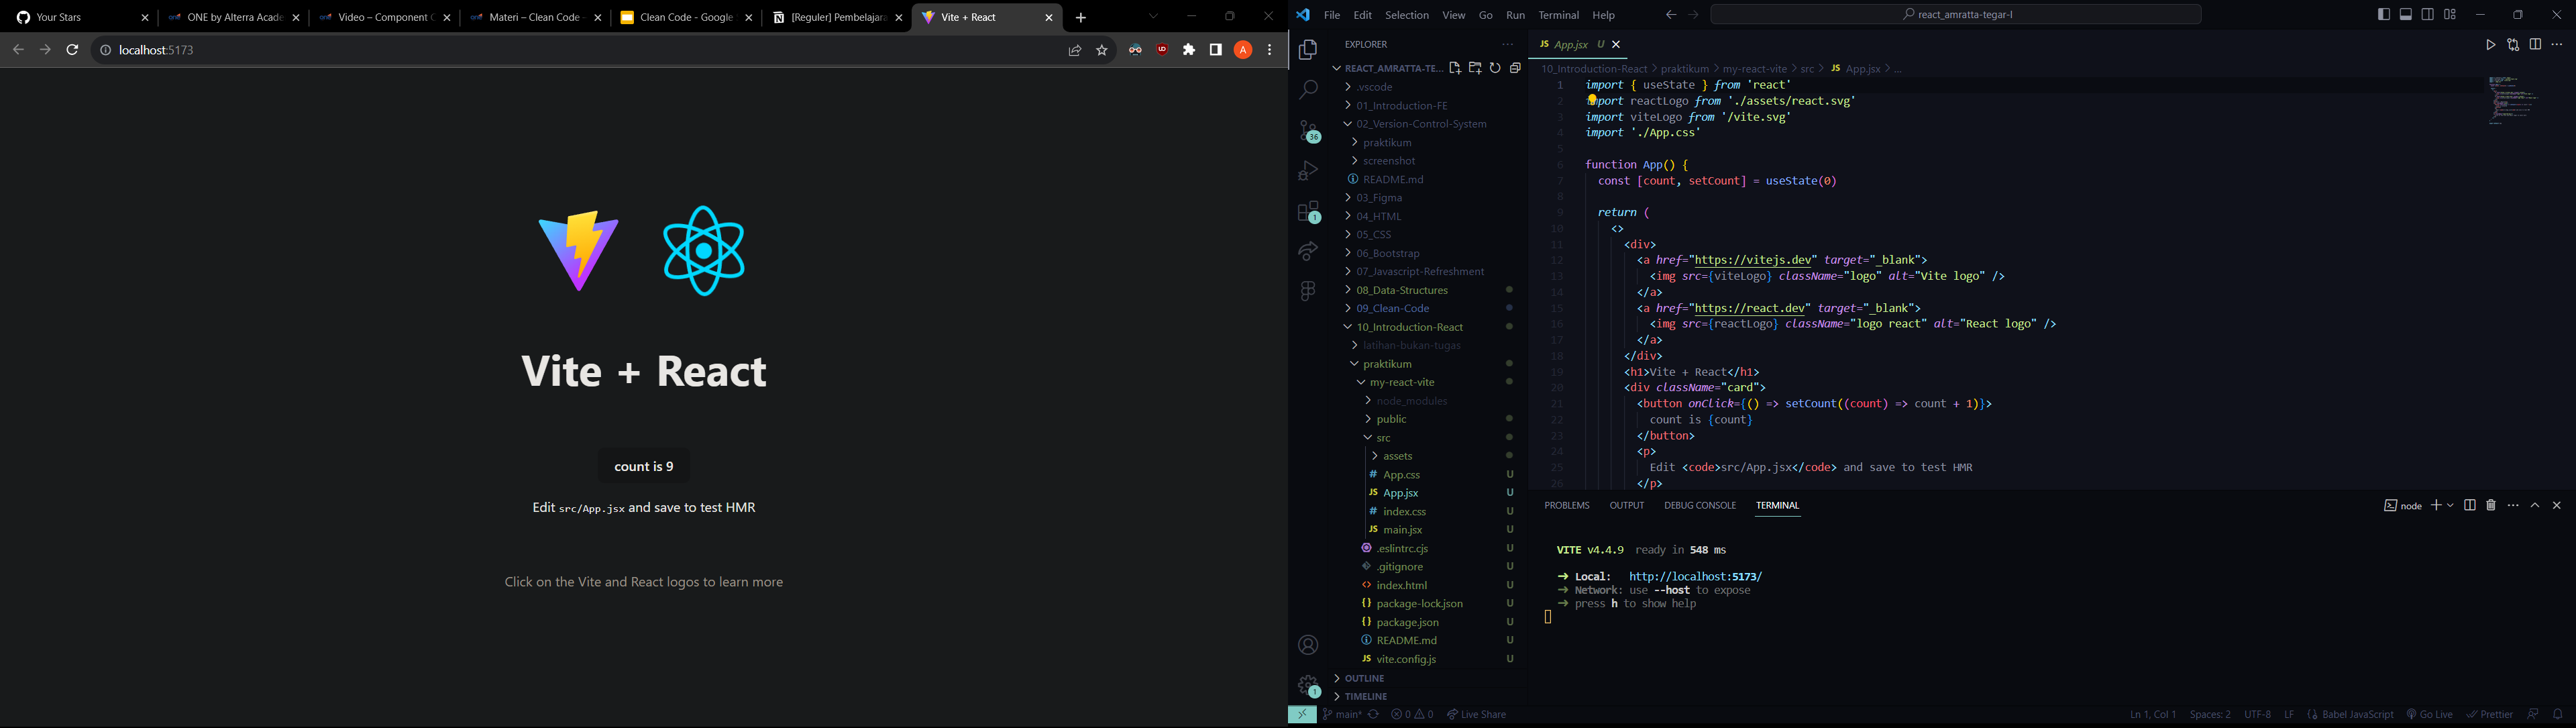 Your Stars
ONE by Alterra Acade
Video – Component C
Materi – Clean Code –
Clean Code - Google
[Reguler] Pembelajara
Vite + React
localhost:5173
A
Vite + React
count is 9
Edit src/App.jsx and save to test HMR
Click on the Vite and React logos to learn more
File Edit Selection View Go Run Terminal Help
react_amratta-tegar-l
EXPLORER
REACT_AMRATTA-TE...
.vscode
01_Introduction-FE
02_Version-Control-System
praktikum
screenshot
README.md
03_Figma
04_HTML
05_CSS
06_Bootstrap
07_Javascript-Refreshment
08_Data-Structures
09_Clean-Code
10_Introduction-React
latihan-bukan-tugas
praktikum
my-react-vite
node_modules
public
src
assets
# App.css U
JS App.jsx U
# index.css U
JS main.jsx U
.eslintrc.cjs U
.gitignore U
<> index.html U
{} package-lock.json U
{} package.json U
README.md U
JS vite.config.js U
OUTLINE
TIMELINE
36
1
1
JS App.jsx U
10_Introduction-React > praktikum > my-react-vite > src > JS App.jsx > ...
1 import { useState } from 'react'
2 import reactLogo from './assets/react.svg'
3 import viteLogo from '/vite.svg'
4 import './App.css'
5
6 function App() {
7 const [count, setCount] = useState(0)
8
9 return (
10 <>
11 <div>
12 <a href="https://vitejs.dev" target="_blank">
13 <img src={viteLogo} className="logo" alt="Vite logo" />
14 </a>
15 <a href="https://react.dev" target="_blank">
16 <img src={reactLogo} className="logo react" alt="React logo" />
17 </a>
18 </div>
19 <h1>Vite + React</h1>
20 <div className="card">
21 <button onClick={() => setCount((count) => count + 1)}>
22 count is {count}
23 </button>
24 <p>
25 Edit <code>src/App.jsx</code> and save to test HMR
26 </p>
PROBLEMS OUTPUT DEBUG CONSOLE TERMINAL
node
VITE v4.4.9 ready in 548 ms
➜ Local: http://localhost:5173/
➜ Network: use --host to expose
➜ press h to show help
main* 0 0 Live Share
Ln 1, Col 1 Spaces: 2 UTF-8 LF {} Babel JavaScript Go Live Prettier